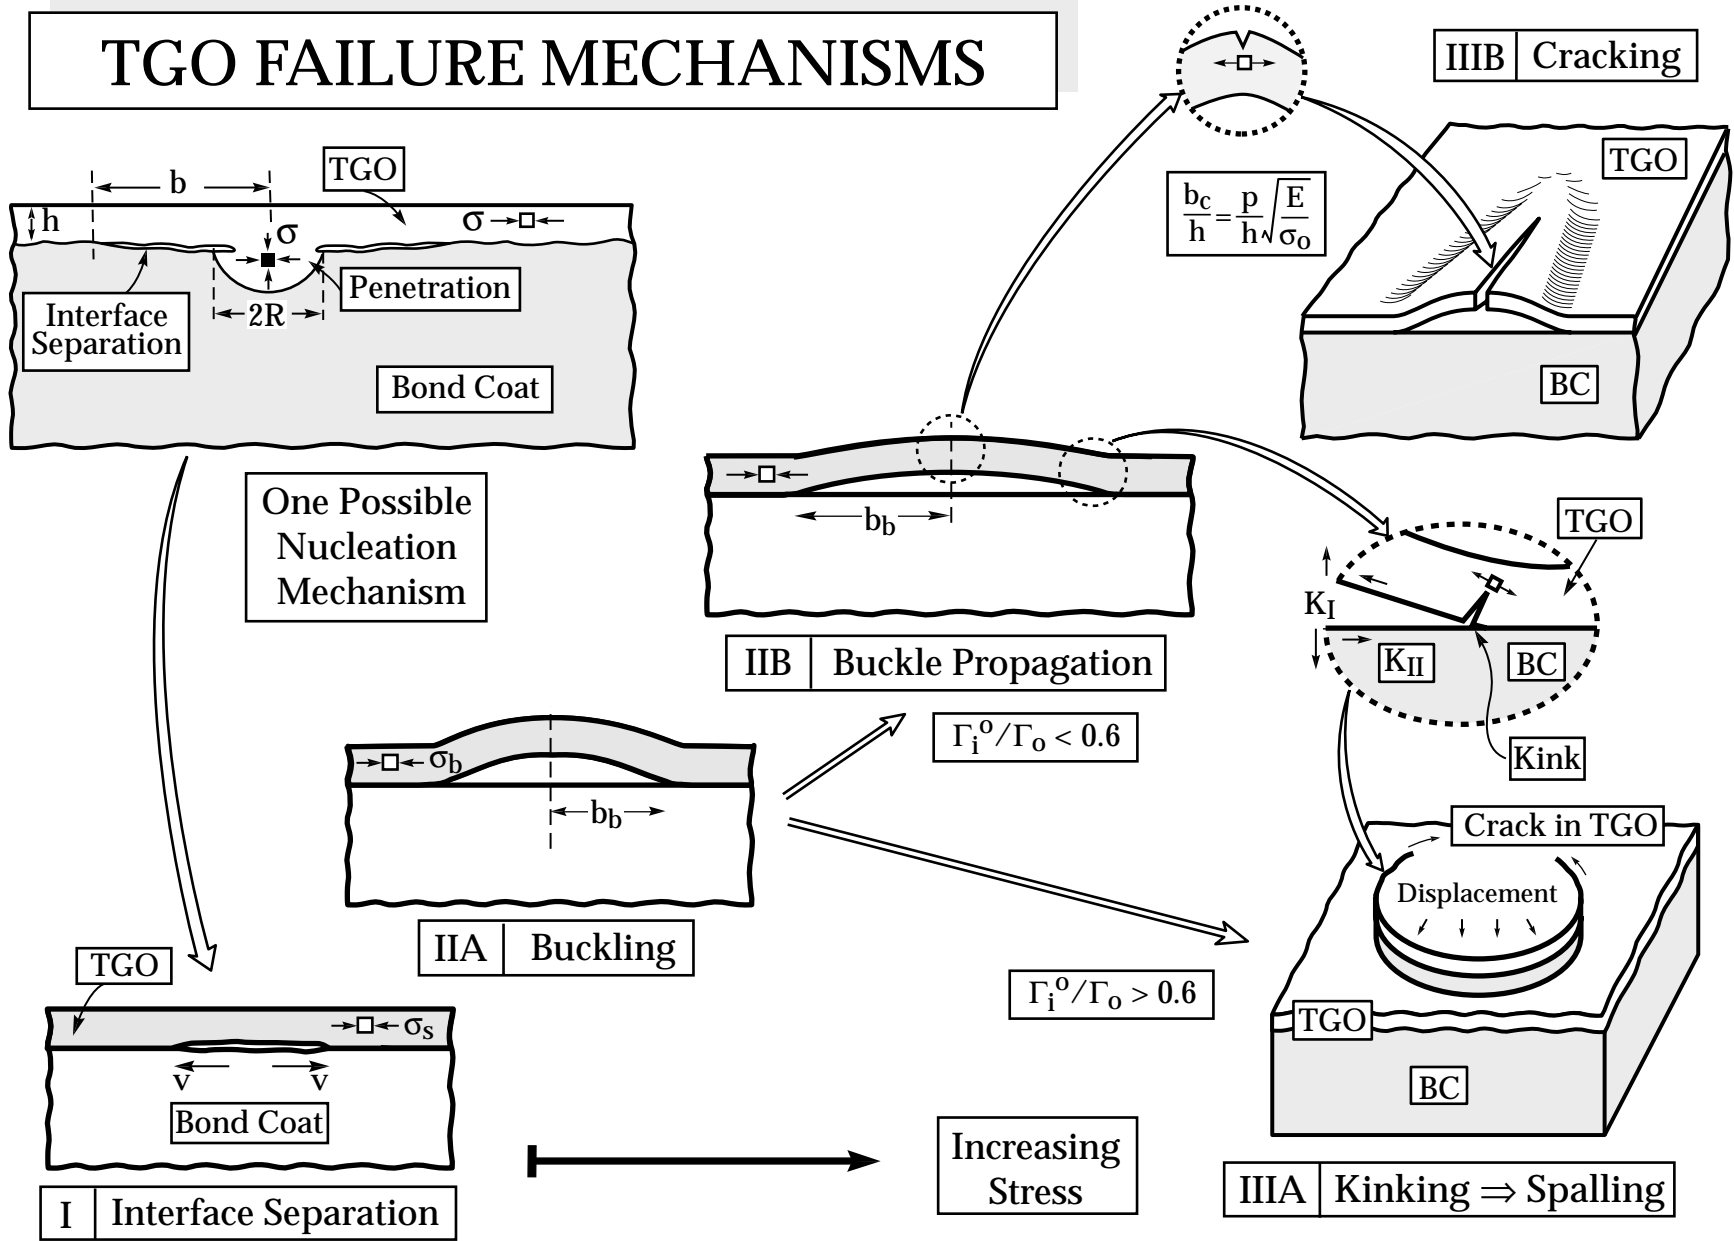 TGO FAILURE MECHANISMS
IIIB Cracking
TGO
b
h
σ
σ
Penetration
2R
Interface
Separation
Bond Coat
One Possible
Nucleation
Mechanism
b_c/h = p/h √(E/σ_o)
TGO
BC
b_b
IIB Buckle Propagation
Γ_i^o/Γ_o < 0.6
TGO
K_I
K_II
BC
Kink
σ_b
b_b
IIA Buckling
Γ_i^o/Γ_o > 0.6
Crack in TGO
Displacement
TGO
BC
IIIA Kinking ⇒ Spalling
TGO
σ_s
v v
Bond Coat
I Interface Separation
Increasing
Stress